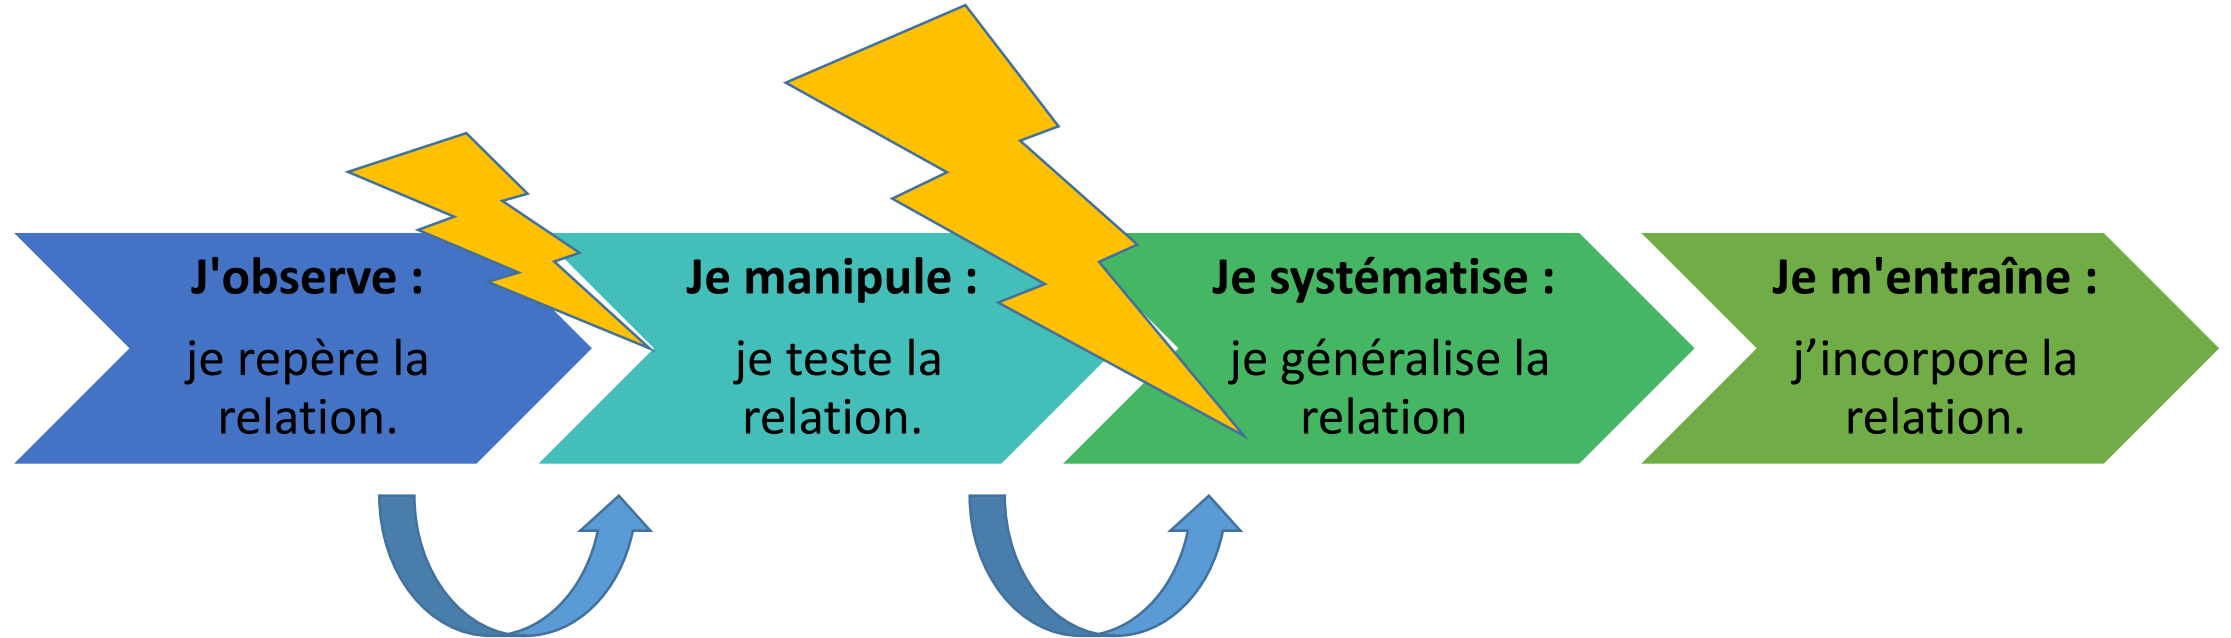 J'observe :
je repère la
relation.
Je manipule :
je teste la
relation.
Je systématise :
je généralise la
relation
Je m'entraîne :
j’incorpore la
relation.